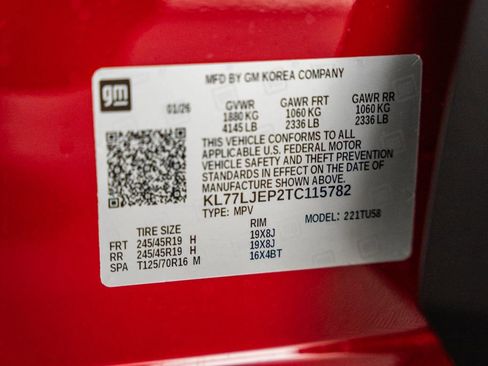 gm
MFD BY GM KOREA COMPANY
01/26
GVWR GAWR FRT GAWR RR
1880 KG 1060 KG 1060 KG
4145 LB 2336 LB 2336 LB
THIS VEHICLE CONFORMS TO ALL
APPLICABLE U.S. FEDERAL MOTOR
VEHICLE SAFETY AND THEFT PREVENTION
STANDARDS IN EFFECT ON THE DATE OF
MANUFACTURE SHOWN ABOVE.
KL77LJEP2TC115782
TYPE: MPV MODEL: 221TU58
TIRE SIZE RIM
FRT 245/45R19 H 19X8J
RR 245/45R19 H 19X8J
SPA T125/70R16 M 16X4BT